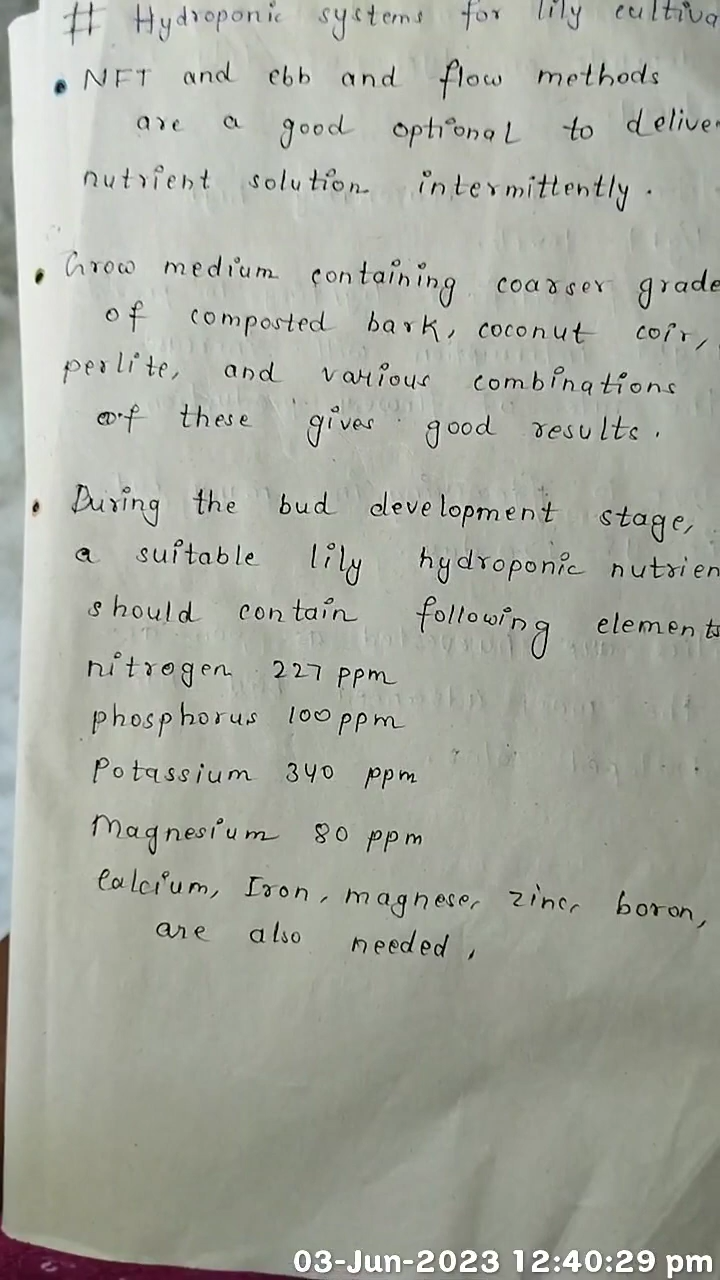 # Hydroponic systems for lily cultiva
• NFT and ebb and flow methods
are a good optional to delive
nutrient solution intermittently.
• Grow medium containing coarser grade
of composted bark, coconut coir,
perlite, and various combinations
of these gives good results.
• During the bud development stage,
a suitable lily hydroponic nutrien
should contain following elements
nitrogen 227 ppm
phosphorus 100 ppm
Potassium 340 ppm
Magnesium 80 ppm
Calcium, Iron, magnese, zinc, boron,
are also needed,
03-Jun-2023 12:40:29 pm